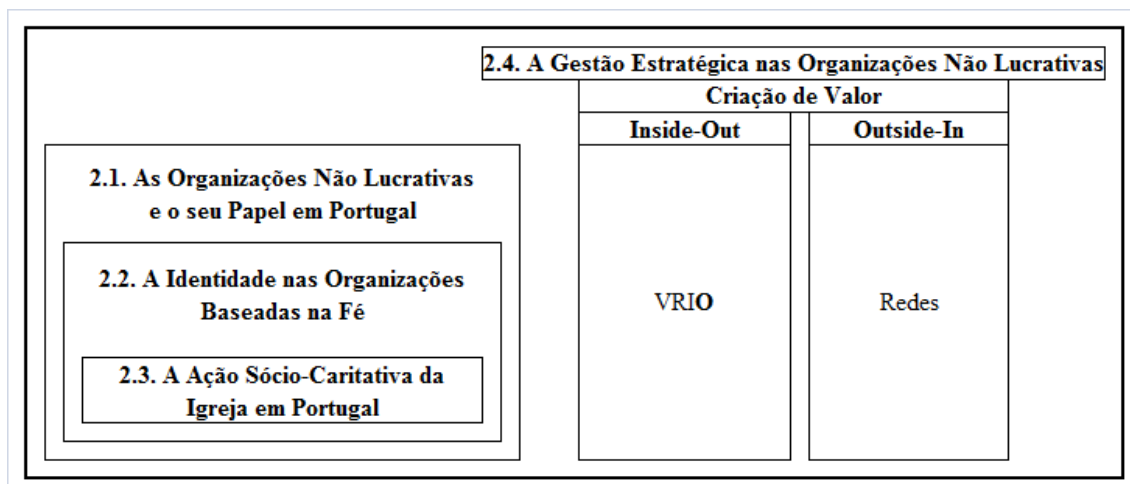 2.4. A Gestão Estratégica nas Organizações Não Lucrativas
Criação de Valor
Inside-Out
Outside-In
2.1. As Organizações Não Lucrativas
e o seu Papel em Portugal
2.2. A Identidade nas Organizações
Baseadas na Fé
2.3. A Ação Sócio-Caritativa da
Igreja em Portugal
VRIO
Redes